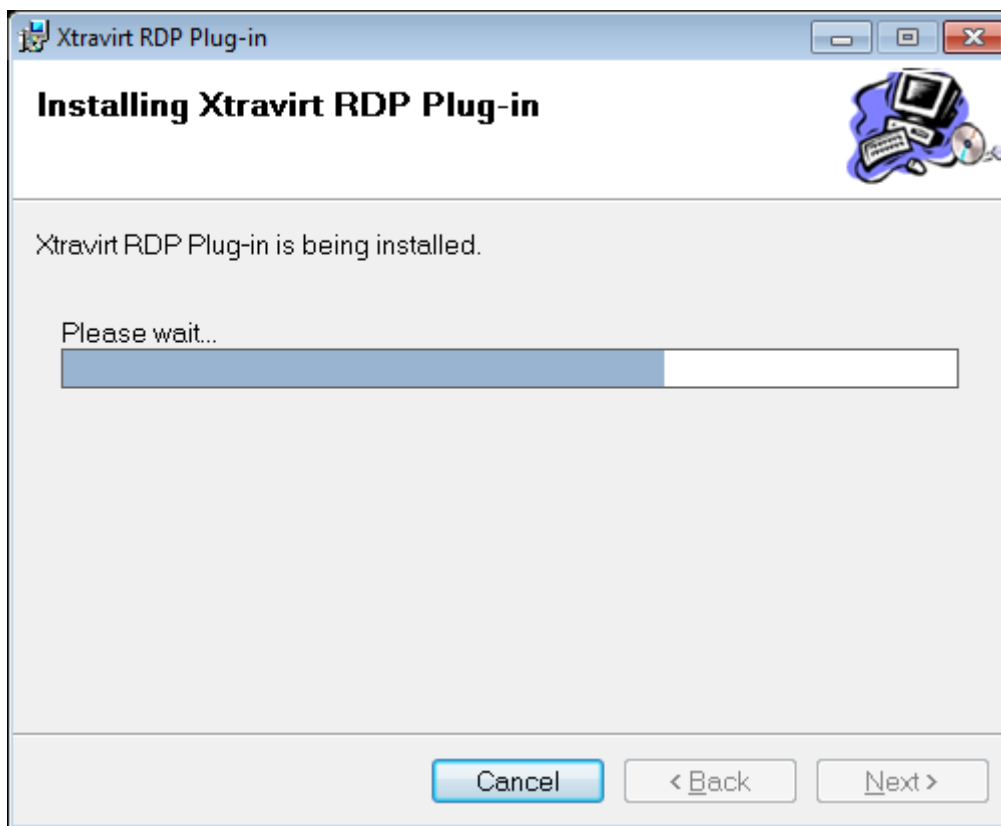 Xtravirt RDP Plug-in
Installing Xtravirt RDP Plug-in
Xtravirt RDP Plug-in is being installed.
Please wait...
Cancel
< Back
Next >